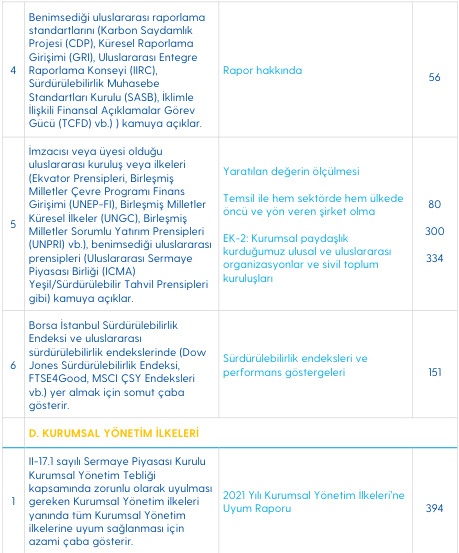 4
Benimsediği uluslararası raporlama
standartlarını (Karbon Saydamlık
Projesi (CDP), Küresel Raporlama
Girişimi (GRI), Uluslararası Entegre
Raporlama Konseyi (IIRC),
Sürdürülebilirlik Muhasebe
Standartları Kurulu (SASB), İklimle
İlişkili Finansal Açıklamalar Görev
Gücü (TCFD) vb.) ) kamuya açıklar.
Rapor hakkında
56
5
İmzacısı veya üyesi olduğu
uluslararası kuruluş veya ilkeleri
(Ekvator Prensipleri, Birleşmiş
Milletler Çevre Programı Finans
Girişimi (UNEP-FI), Birleşmiş Milletler
Küresel İlkeler (UNGC), Birleşmiş
Milletler Sorumlu Yatırım Prensipleri
(UNPRI) vb.), benimsediği uluslararası
prensipleri (Uluslararası Sermaye
Piyasası Birliği (ICMA)
Yeşil/Sürdürülebilir Tahvil Prensipleri
gibi) kamuya açıklar.
Yaratılan değerin ölçülmesi
Temsil ile hem sektörde hem ülkede
öncü ve yön veren şirket olma
EK-2: Kurumsal paydaşlık
kurduğumuz ulusal ve uluslararası
organizasyonlar ve sivil toplum
kuruluşları
80
300
334
6
Borsa İstanbul Sürdürülebilirlik
Endeksi ve uluslararası
sürdürülebilirlik endekslerinde (Dow
Jones Sürdürülebilirlik Endeksi,
FTSE4Good, MSCI ÇSY Endeksleri
vb.) yer almak için somut çaba
gösterir.
Sürdürülebilirlik endeksleri ve
performans göstergeleri
151
D. KURUMSAL YÖNETİM İLKELERİ
1
II-17.1 sayılı Sermaye Piyasası Kurulu
Kurumsal Yönetim Tebliği
kapsamında zorunlu olarak uyulması
gereken Kurumsal Yönetim ilkeleri
yanında tüm Kurumsal Yönetim
ilkelerine uyum sağlanması için
azami çaba gösterir.
2021 Yılı Kurumsal Yönetim İlkeleri'ne
Uyum Raporu
394